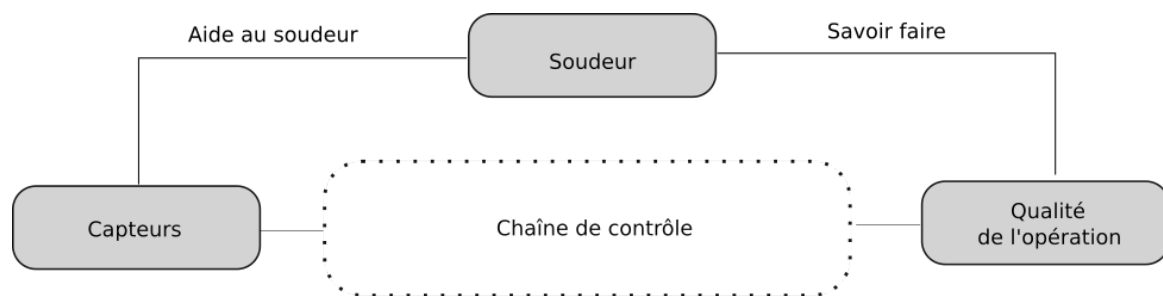 Aide au soudeur
Soudeur
Savoir faire
Capteurs
Chaîne de contrôle
Qualité
de l'opération